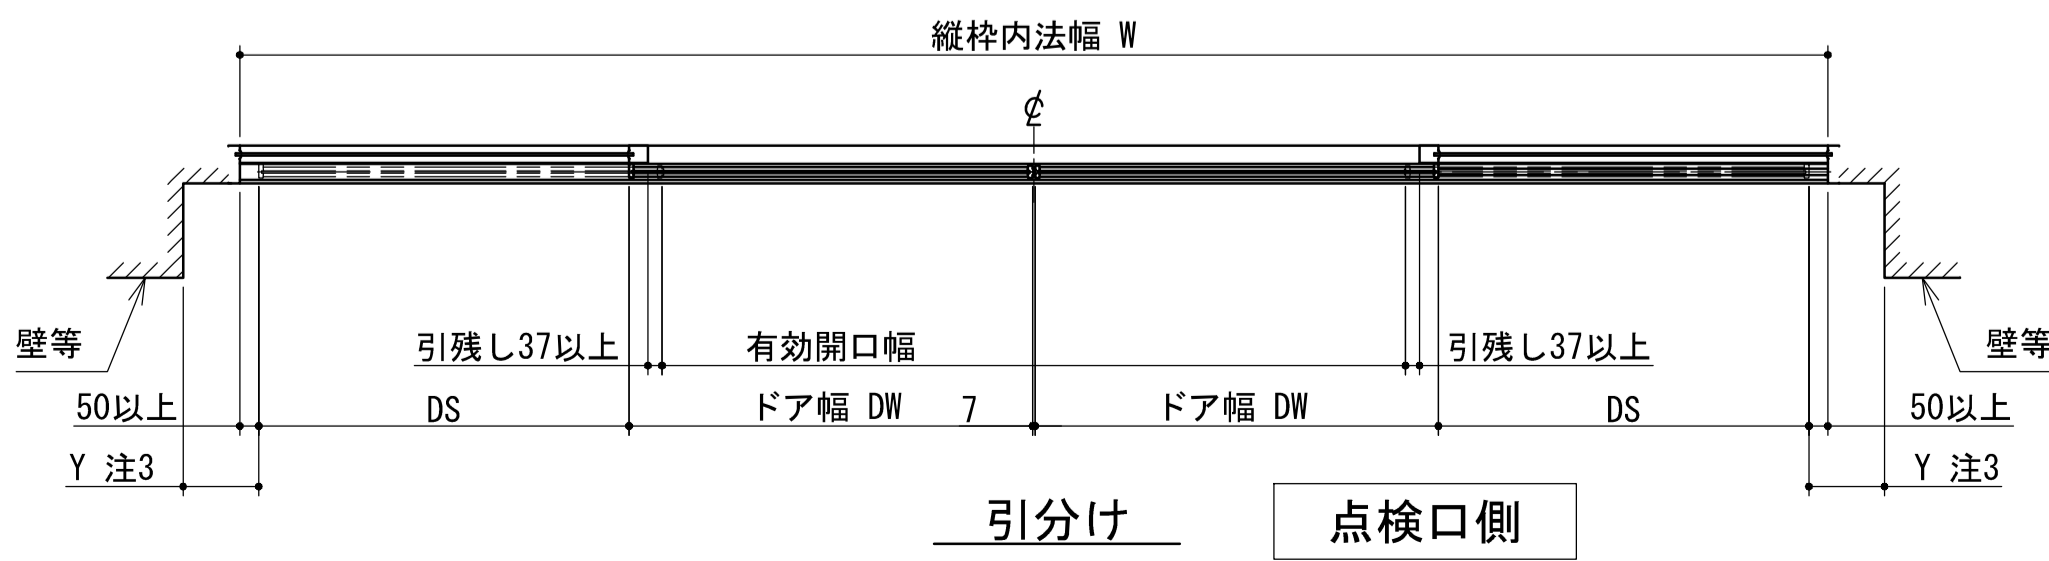 縦枠内法幅 W
℄
壁等
引残し37以上
有効開口幅
引残し37以上
壁等
50以上
DS
ドア幅 DW
7
ドア幅 DW
DS
50以上
Y 注3
Y 注3
引分け
点検口側